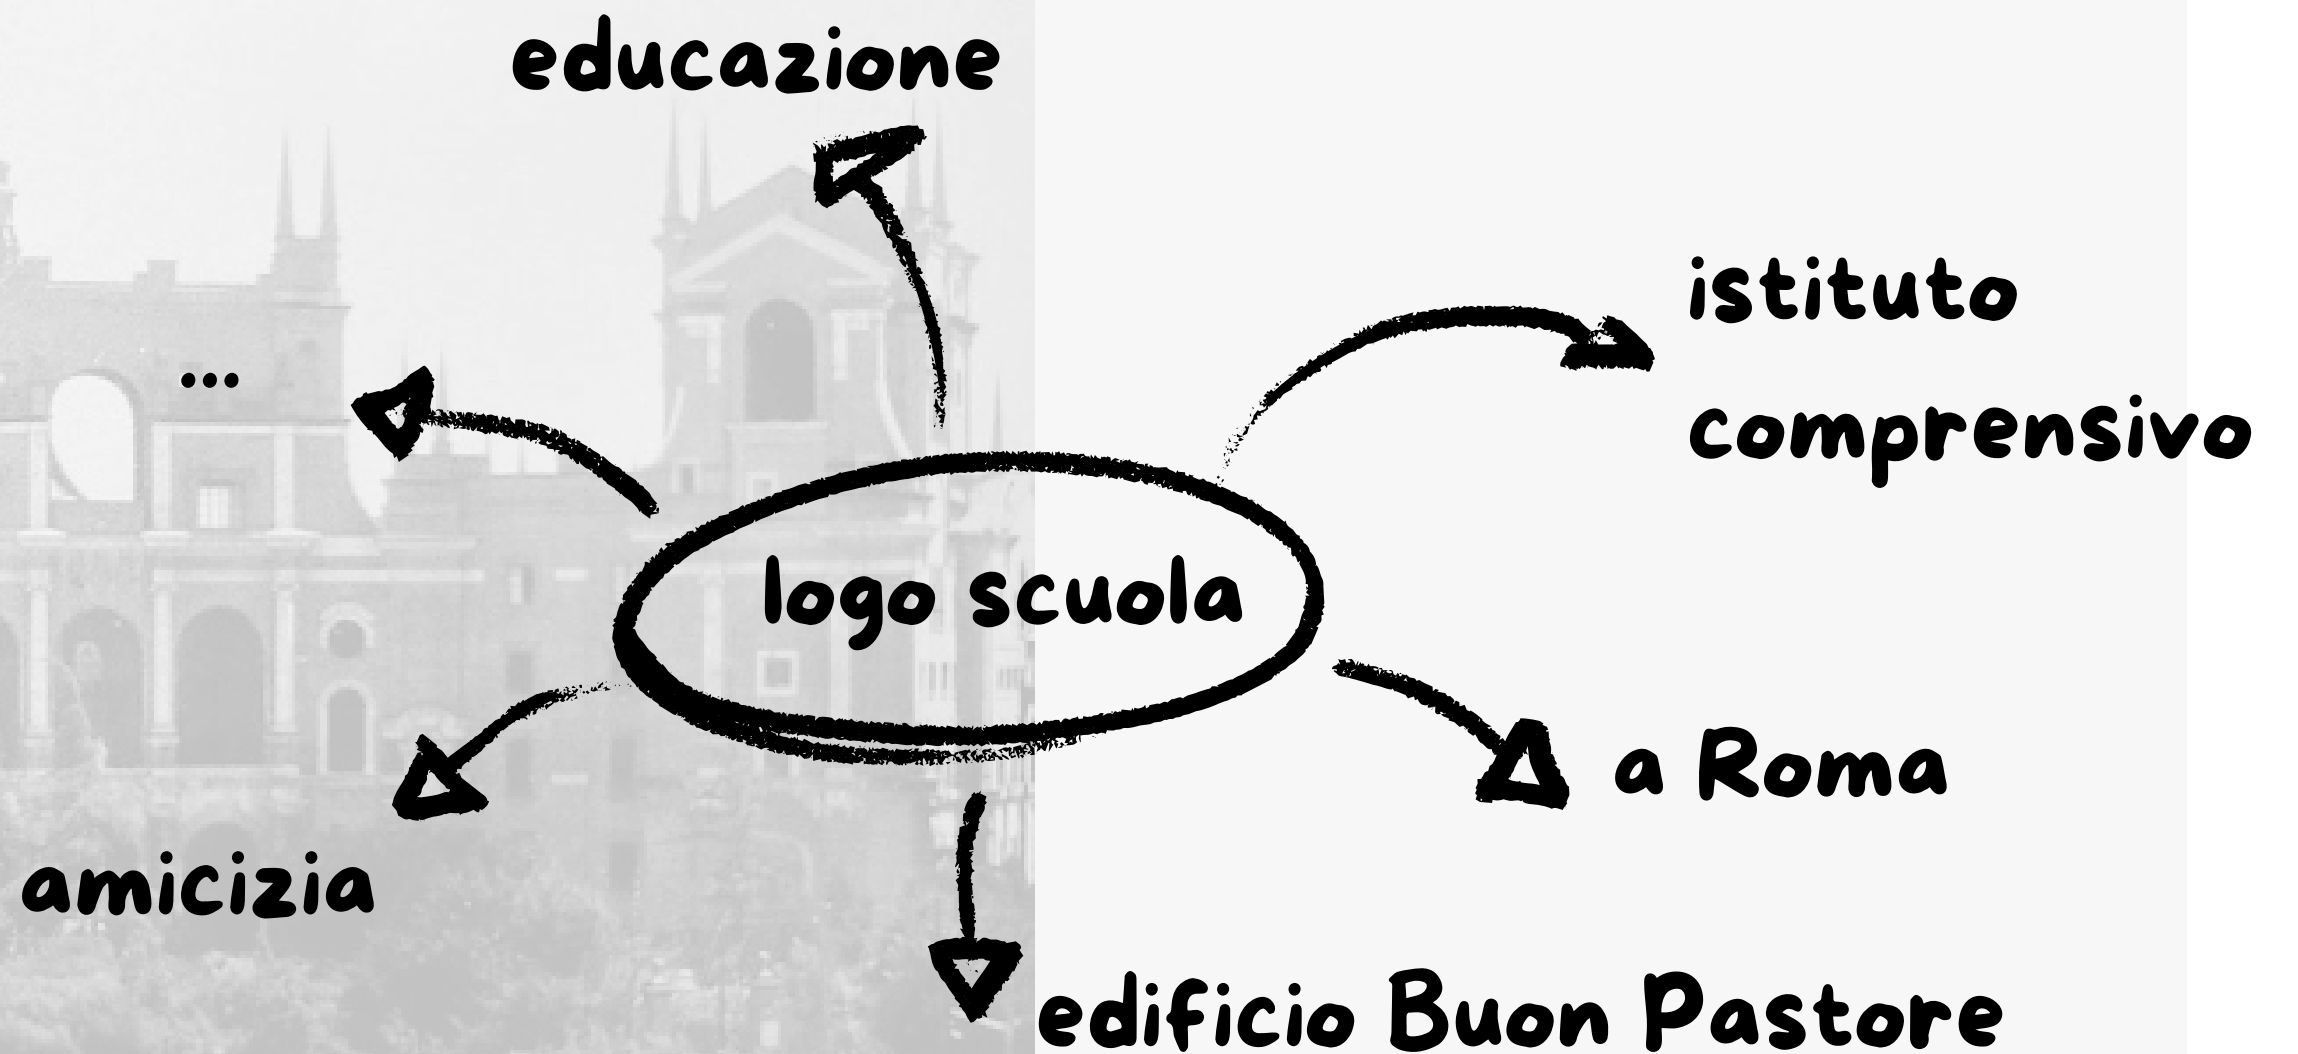 educazione
istituto
comprensivo
...
logo scuola
a Roma
amicizia
edificio Buon Pastore